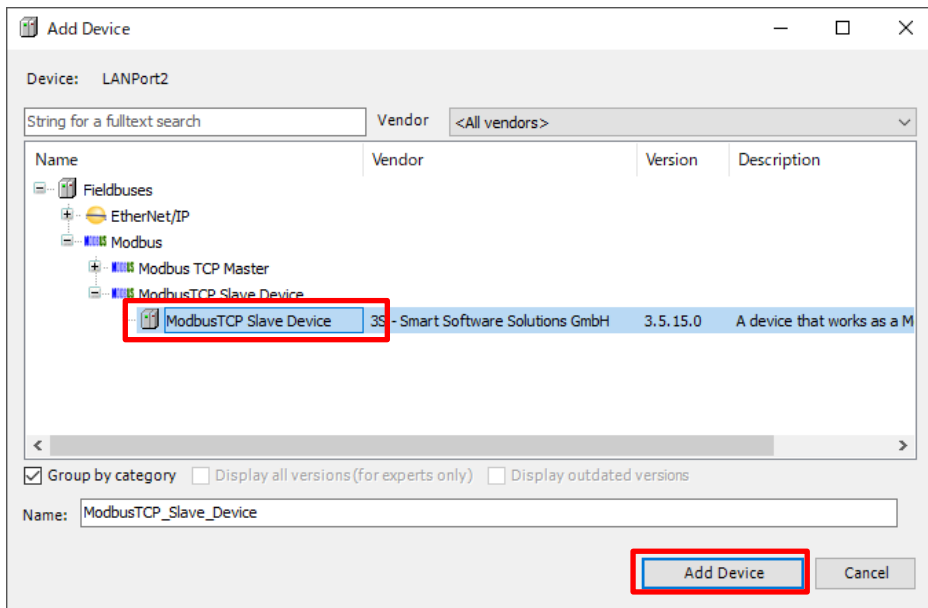 Add Device
Device: LANPort2
String for a fulltext search Vendor <All vendors>
Name Vendor Version Description
Fieldbuses
EtherNet/IP
MODBUS Modbus
MODBUS Modbus TCP Master
MODBUS ModbusTCP Slave Device
ModbusTCP Slave Device 3S - Smart Software Solutions GmbH 3.5.15.0 A device that works as a M
Group by category Display all versions (for experts only) Display outdated versions
Name: ModbusTCP_Slave_Device
Add Device Cancel